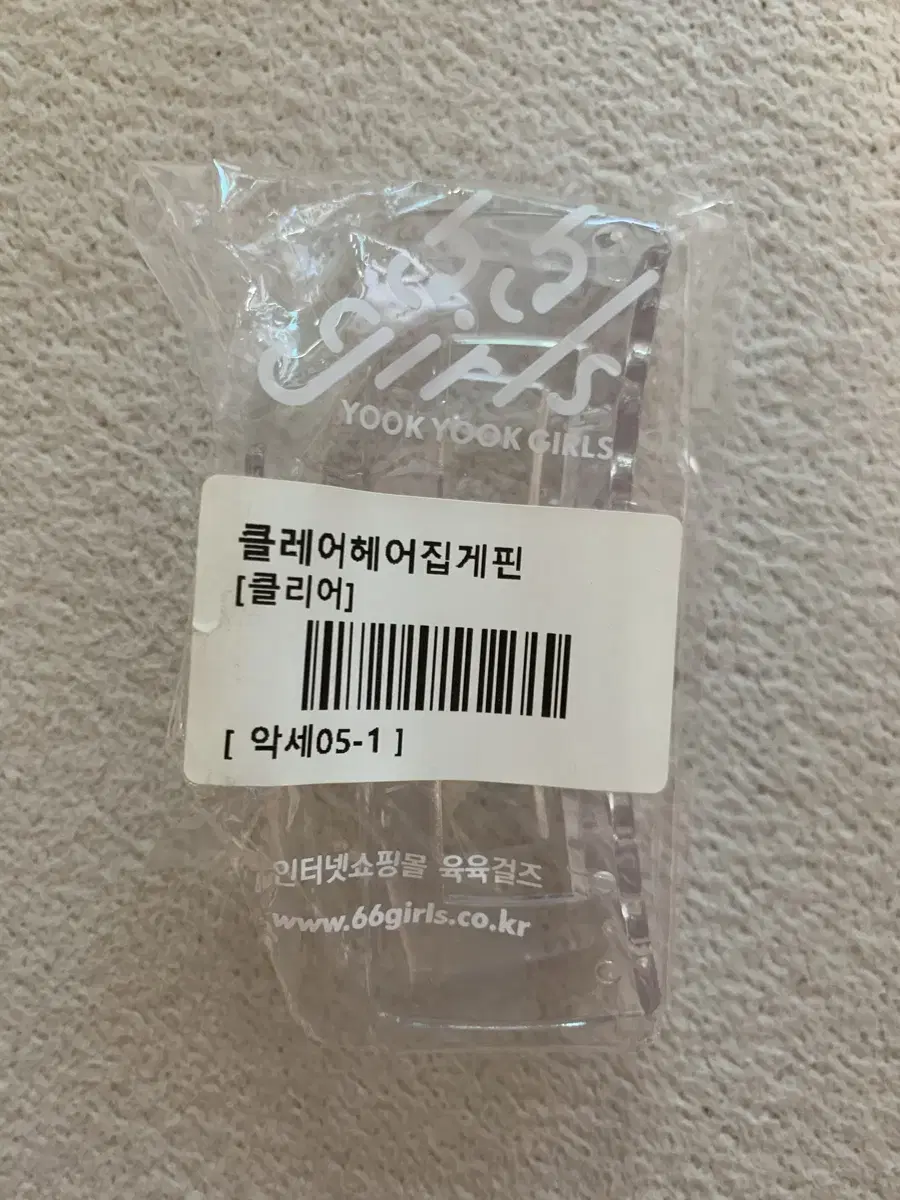 66
girls
YOOK YOOK GIRLS
클레어헤어집게핀
[클리어]
[ 악세05-1 ]
인터넷쇼핑몰 육육걸즈
www.66girls.co.kr